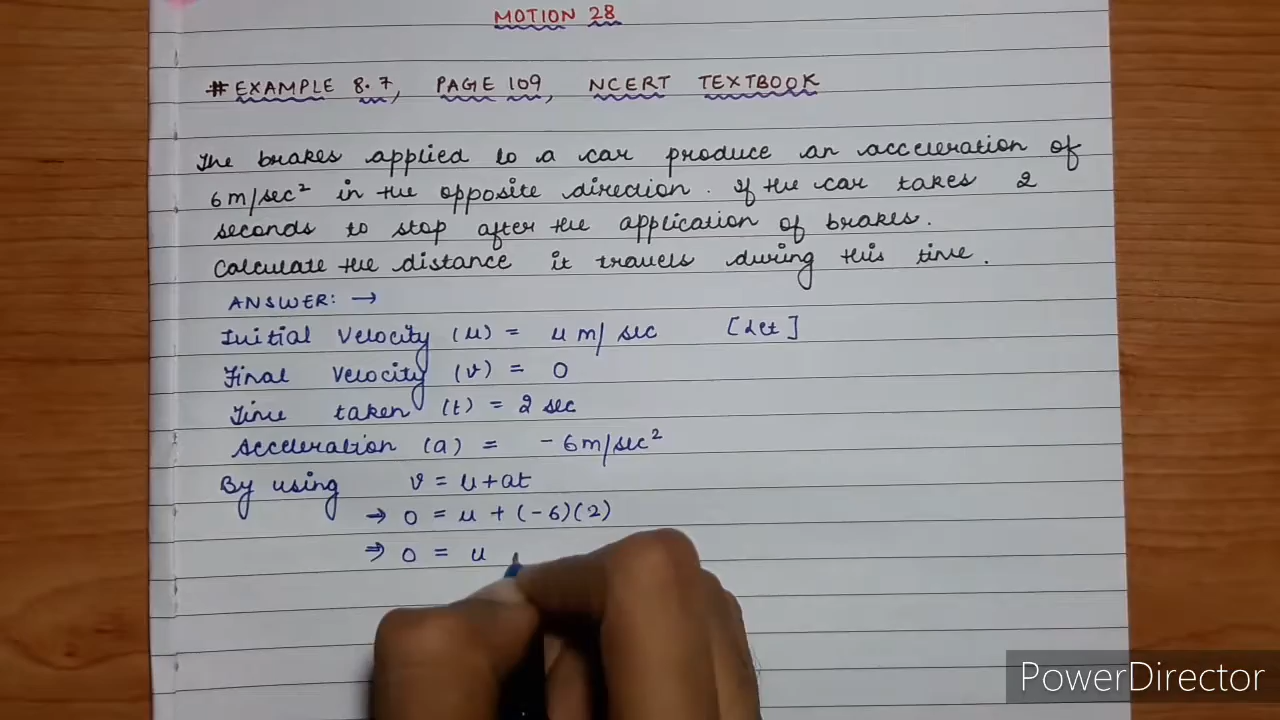 MOTION 28
# EXAMPLE 8.7, PAGE 109, NCERT TEXTBOOK
The brakes applied to a car produce an acceleration of
6m/sec² in the opposite direction. If the car takes 2
seconds to stop after the application of brakes.
Calculate the distance it travels during this time.
ANSWER: →
Initial velocity (u) = u m/sec [Let]
Final velocity (v) = 0
Time taken (t) = 2 sec
Acceleration (a) = -6m/sec²
By using v = u+at
⇒ 0 = u + (-6)(2)
⇒ 0 = u
PowerDirector